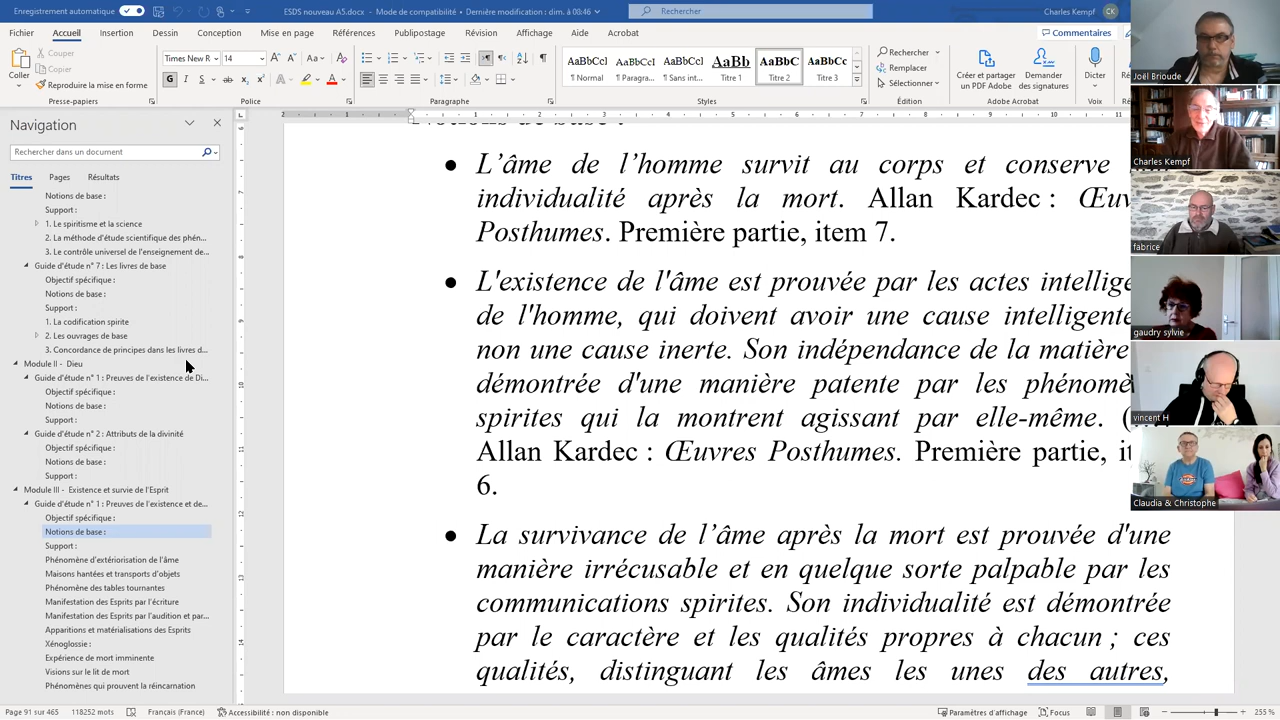 Enregistrement automatique
ESDS nouveau A5.docx - Mode de compatibilité • Dernière modification : dim. à 08:46
Rechercher
Charles Kempf
CK
Fichier
Accueil
Insertion
Dessin
Conception
Mise en page
Références
Publipostage
Révision
Affichage
Aide
Acrobat
Commentaires
Coller
Couper
Copier
Reproduire la mise en forme
Presse-papiers
Times New R
14
Police
Paragraphe
AaBbCc
¶ Normal
AaBbCc
¶ Paragra...
AaBbCc
¶ Sans int...
AaBb
Titre 1
AaBbC
Titre 2
AaBbCc
Titre 3
Styles
Rechercher
Remplacer
Sélectionner
Édition
Créer et partager
un PDF Adobe
Demander
des signatures
Adobe Acrobat
Dicter
Voix
Navigation
Rechercher dans un document
Titres
Pages
Résultats
Notions de base :
Support :
1. Le spiritisme et la science
2. La méthode d'étude scientifique des phén...
3. Le contrôle universel de l'enseignement de...
Guide d'étude n° 7 : Les livres de base
Objectif spécifique :
Notions de base :
Support :
1. La codification spirite
2. Les ouvrages de base
3. Concordance de principes dans les livres d...
Module II - Dieu
Guide d'étude n° 1 : Preuves de l'existence de Di...
Objectif spécifique :
Notions de base :
Support :
Guide d'étude n° 2 : Attributs de la divinité
Objectif spécifique :
Notions de base :
Support :
Module III - Existence et survie de l'Esprit
Guide d'étude n° 1 : Preuves de l'existence et de...
Objectif spécifique :
Notions de base :
Support :
Phénomène d'extériorisation de l'âme
Maisons hantées et transports d'objets
Phénomène des tables tournantes
Manifestation des Esprits par l'écriture
Manifestation des Esprits par l'audition et par...
Apparitions et matérialisations des Esprits
Xénoglossie :
Expérience de mort imminente
Visions sur le lit de mort
Phénomènes qui prouvent la réincarnation
• L'âme de l'homme survit au corps et conserve
individualité après la mort. Allan Kardec : Œuv
Posthumes. Première partie, item 7.
• L'existence de l'âme est prouvée par les actes intellige
de l'homme, qui doivent avoir une cause intelligente
non une cause inerte. Son indépendance de la matière
démontrée d'une manière patente par les phénomè
spirites qui la montrent agissant par elle-même. (
Allan Kardec : Œuvres Posthumes. Première partie, it
6.
• La survivance de l'âme après la mort est prouvée d'une
manière irrécusable et en quelque sorte palpable par les
communications spirites. Son individualité est démontrée
par le caractère et les qualités propres à chacun ; ces
qualités, distinguant les âmes les unes des autres,
Joël Brioude
Charles Kempf
fabrice
gaudry sylvie
vincent H
Claudia & Christophe
Page 91 sur 465
118252 mots
Français (France)
Accessibilité : non disponible
Paramètres d'affichage
Focus
255 %